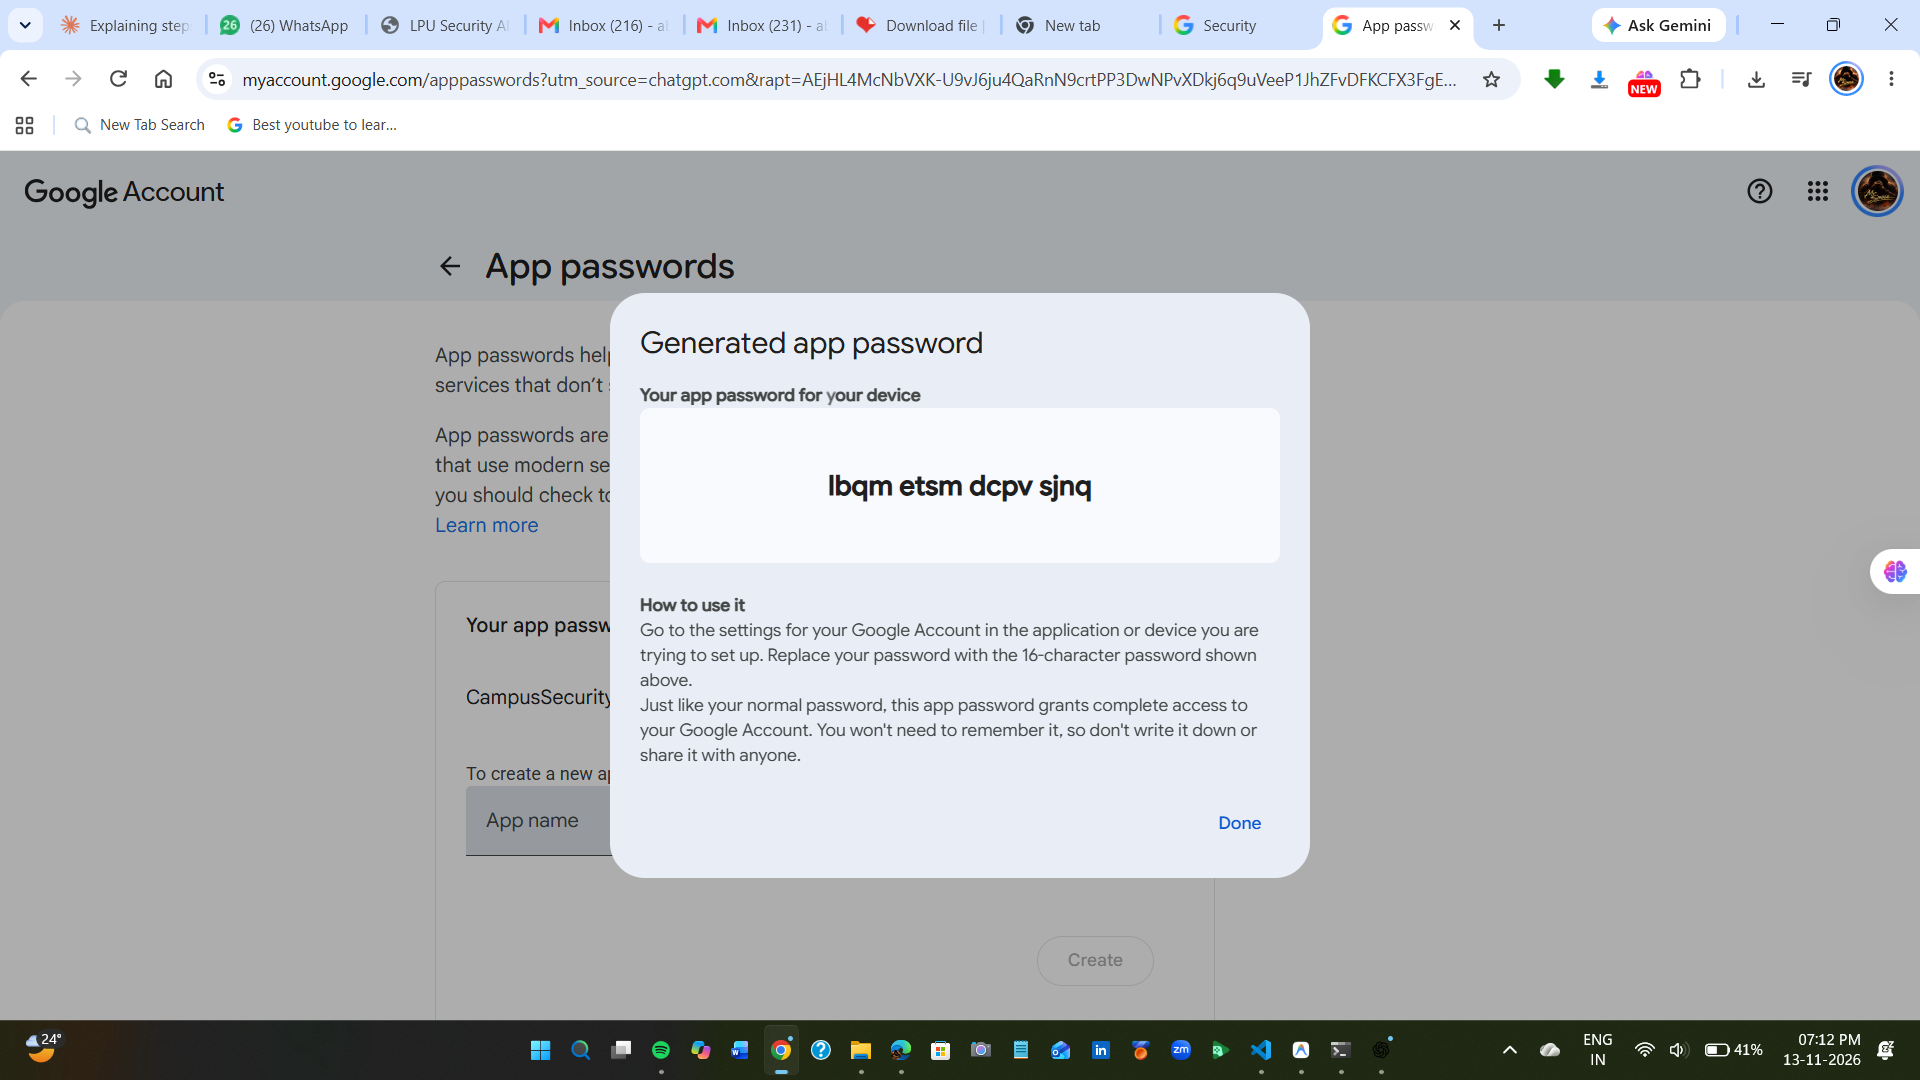 Explaining step
26
(26) WhatsApp
LPU Security Al
Inbox (216) - al
Inbox (231) - al
Download file |
New tab
Security
App passw
Ask Gemini
myaccount.google.com/apppasswords?utm_source=chatgpt.com&rapt=AEjHL4McNbVXK-U9vJ6ju4QaRnN9crtPP3DwNPvXDkj6q9uVeeP1JhZFvDFKCFX3FgE...
NEW
New Tab Search
Best youtube to lear...
Google Account
App passwords
App passwords help
services that don't s
App passwords are
that use modern se
you should check to
Learn more
Your app passw
CampusSecurity
To create a new ap
App name
Create
Generated app password
Your app password for your device
lbqm etsm dcpv sjnq
How to use it
Go to the settings for your Google Account in the application or device you are
trying to set up. Replace your password with the 16-character password shown
above.
Just like your normal password, this app password grants complete access to
your Google Account. You won't need to remember it, so don't write it down or
share it with anyone.
Done
24°
zm
ENG
IN
41%
07:12 PM
13-11-2026